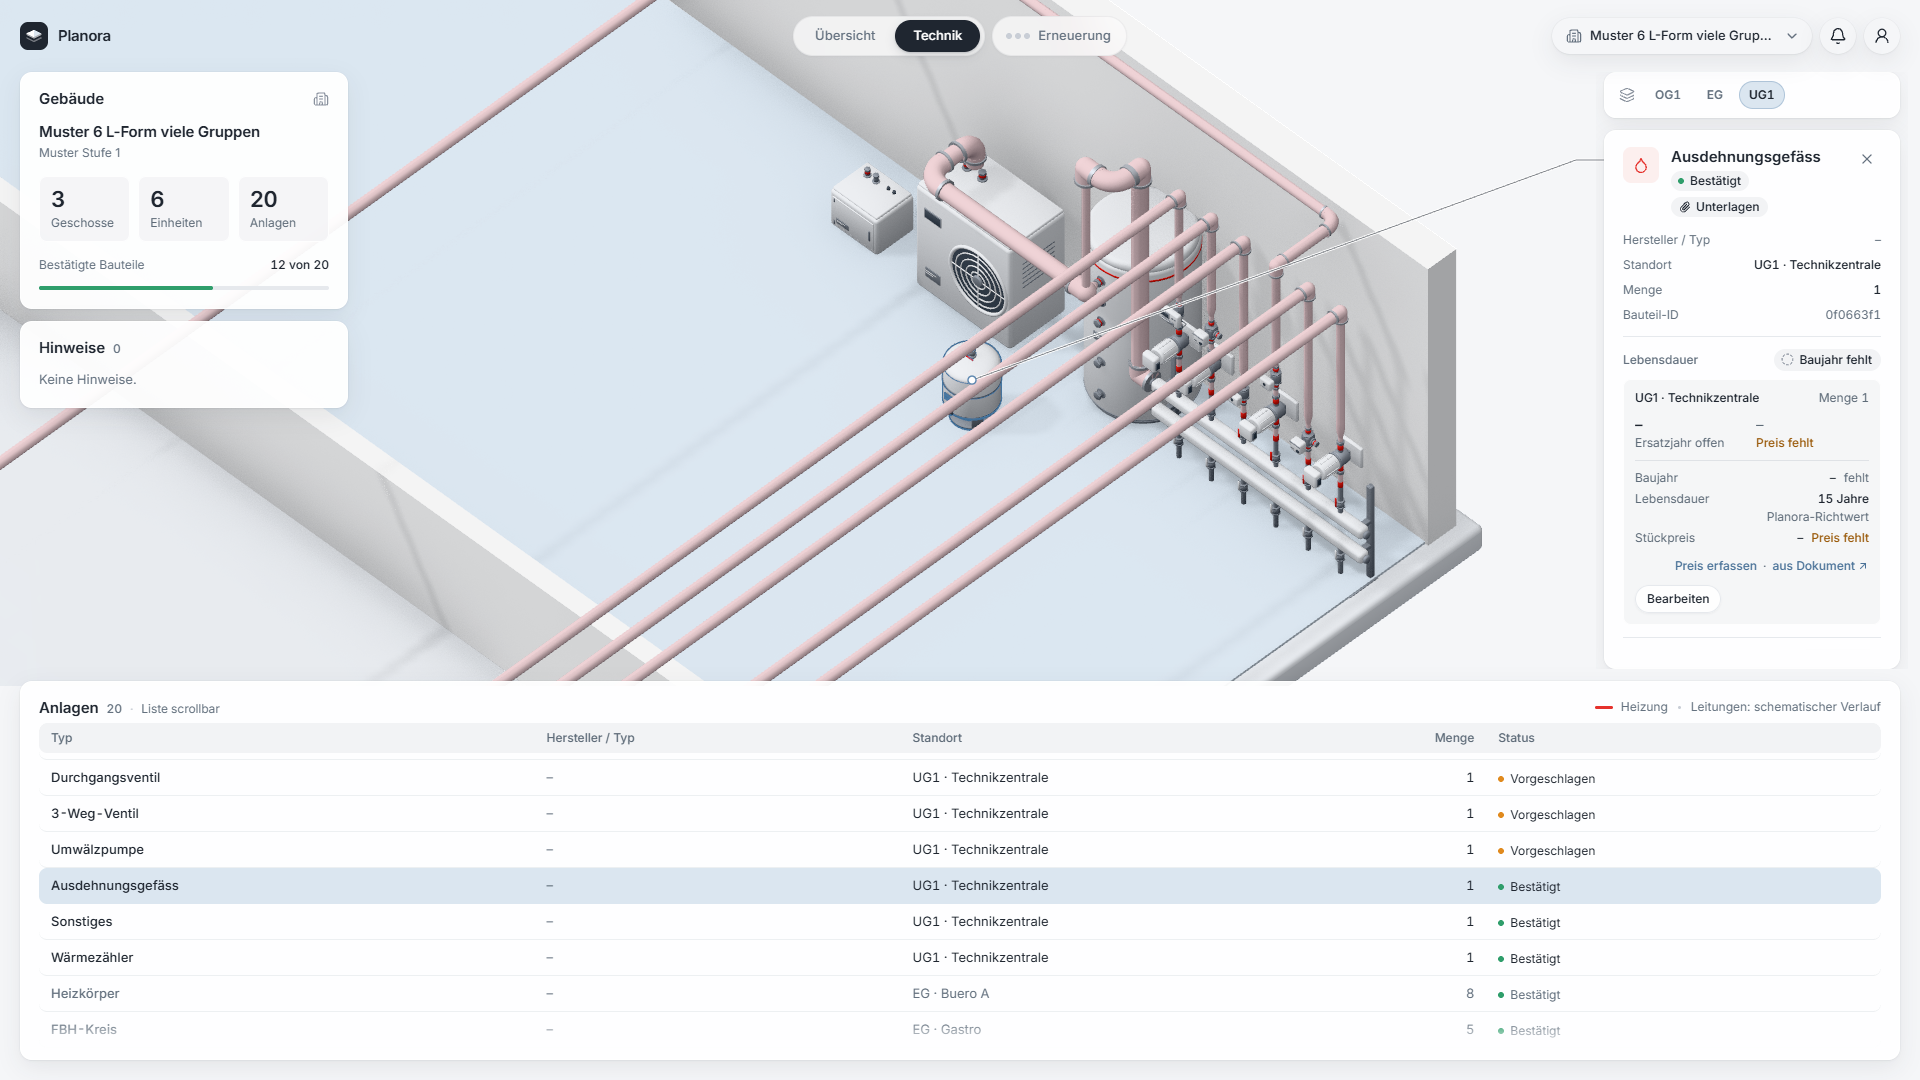 Planora
Übersicht
Technik
Erneuerung
Muster 6 L-Form viele Grup...
Gebäude
Muster 6 L-Form viele Gruppen
Muster Stufe 1
3 Geschosse
6 Einheiten
20 Anlagen
Bestätigte Bauteile 12 von 20
Hinweise 0
Keine Hinweise.
OG1 EG UG1
Ausdehnungsgefäss
Bestätigt
Unterlagen
Hersteller / Typ –
Standort UG1 · Technikzentrale
Menge 1
Bauteil-ID 0f0663f1
Lebensdauer Baujahr fehlt
UG1 · Technikzentrale Menge 1
– –
Ersatzjahr offen Preis fehlt
Baujahr – fehlt
Lebensdauer 15 Jahre
Planora-Richtwert
Stückpreis – Preis fehlt
Preis erfassen · aus Dokument ↗
Bearbeiten
Anlagen 20 · Liste scrollbar
Heizung • Leitungen: schematischer Verlauf
Typ Hersteller / Typ Standort Menge Status
Durchgangsventil – UG1 · Technikzentrale 1 Vorgeschlagen
3-Weg-Ventil – UG1 · Technikzentrale 1 Vorgeschlagen
Umwälzpumpe – UG1 · Technikzentrale 1 Vorgeschlagen
Ausdehnungsgefäss – UG1 · Technikzentrale 1 Bestätigt
Sonstiges – UG1 · Technikzentrale 1 Bestätigt
Wärmezähler – UG1 · Technikzentrale 1 Bestätigt
Heizkörper – EG · Buero A 8 Bestätigt
FBH-Kreis – EG · Gastro 5 Bestätigt